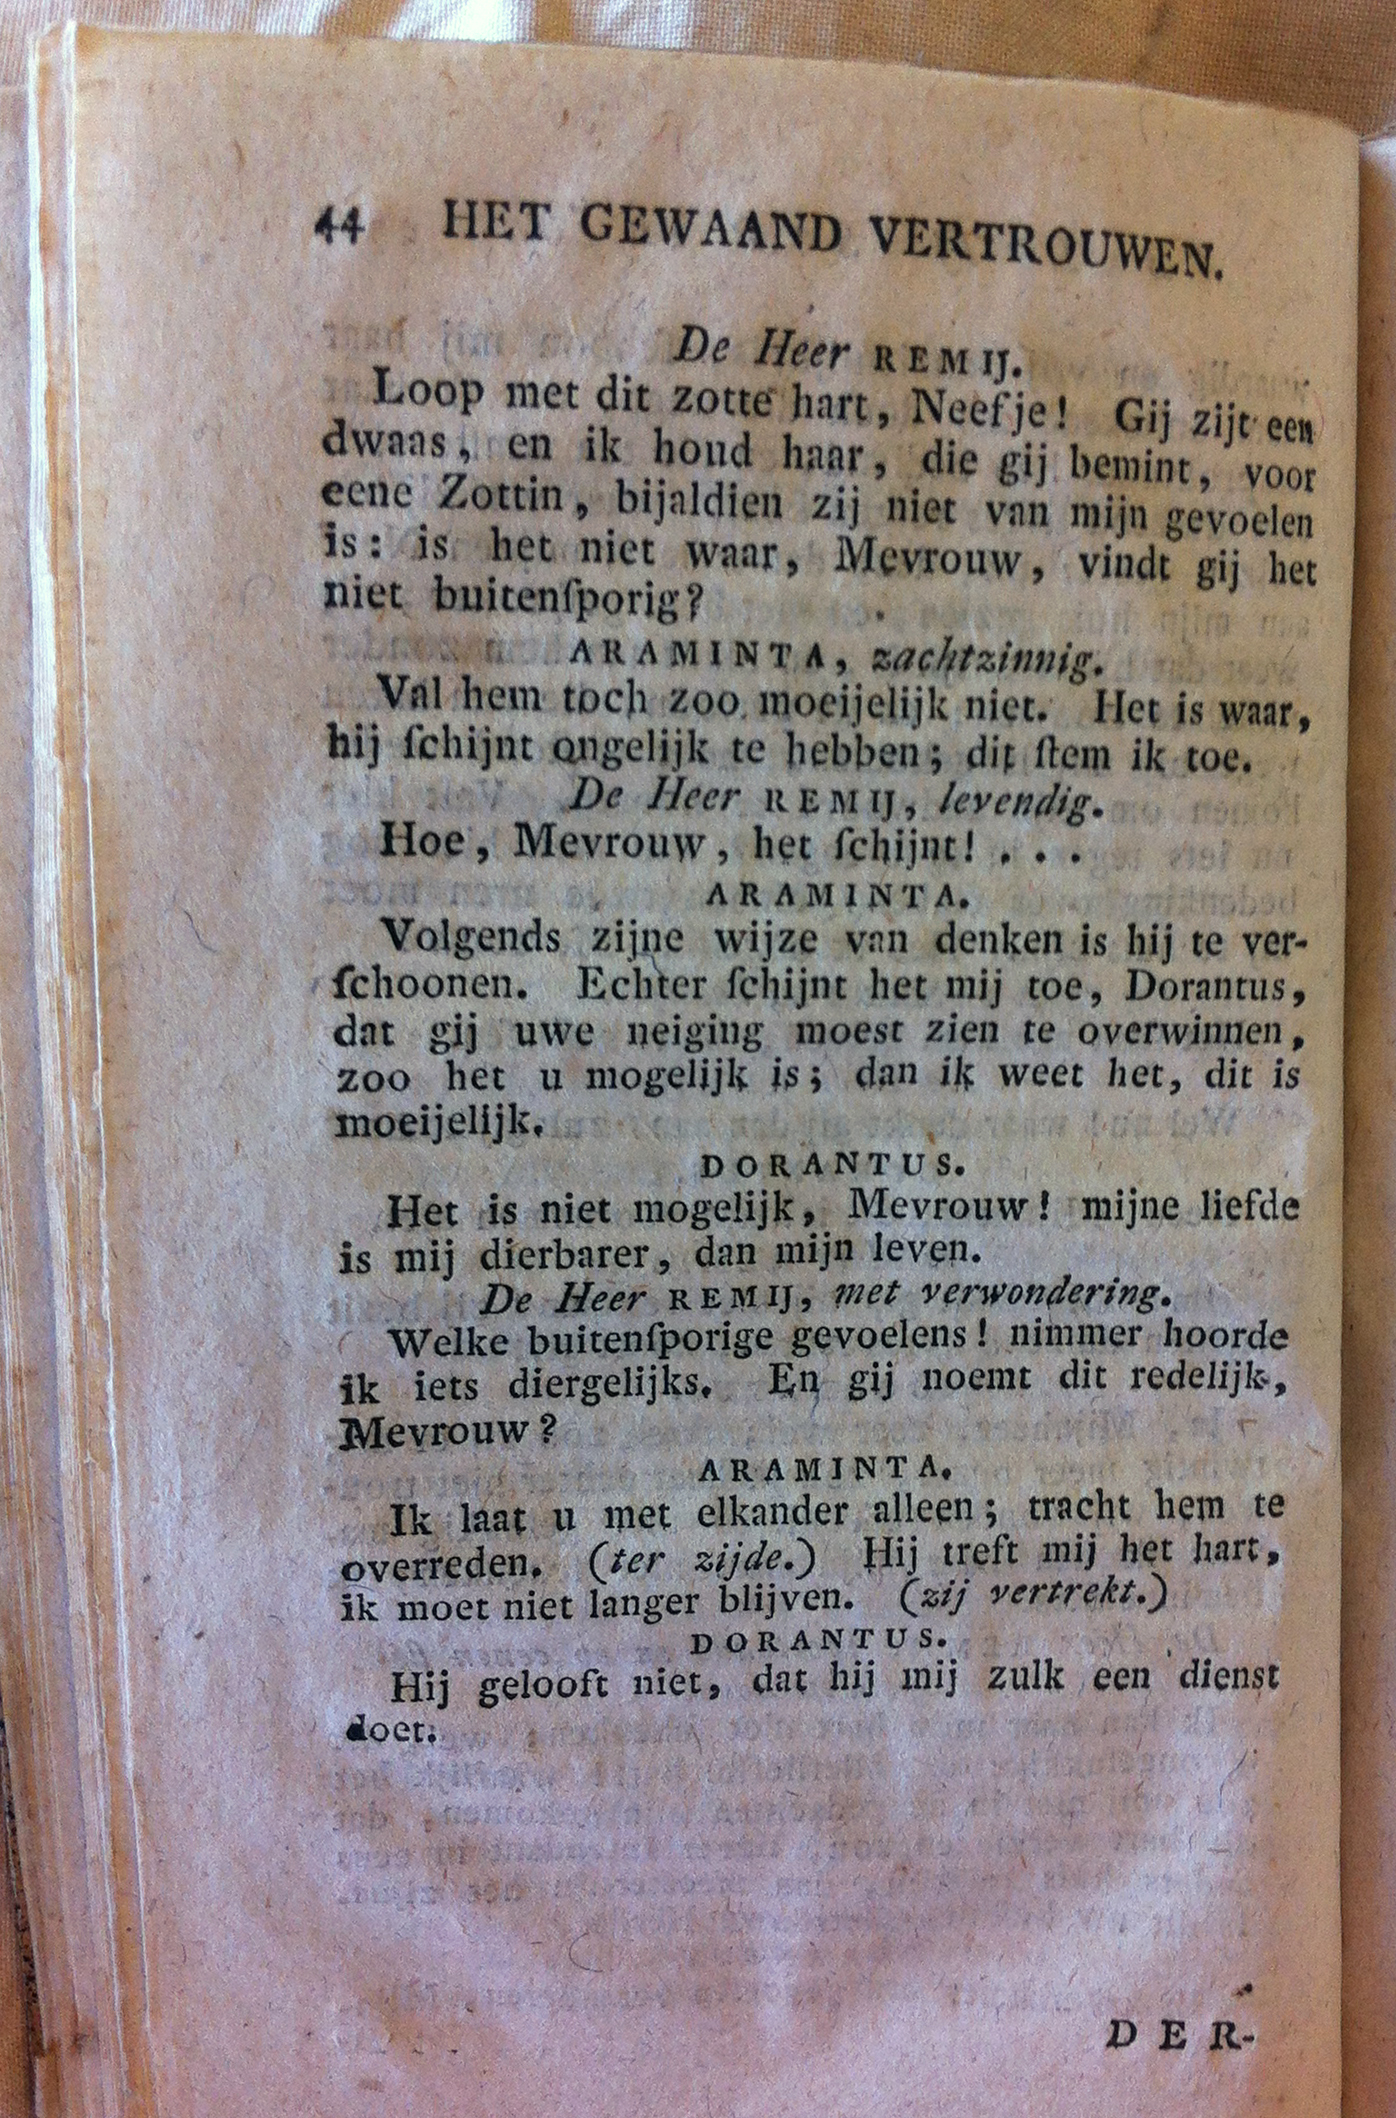 44 HET GEWAAND VERTROUWEN.
De Heer REMIJ.
Loop met dit zotte hart, Neefje! Gij zijt een
dwaas, en ik houd haar, die gij bemint, voor
eene Zottin, bijaldien zij niet van mijn gevoelen
is: is het niet waar, Mevrouw, vindt gij het
niet buitenſporig?
ARAMINTA, zachtzinnig.
Val hem toch zoo moeijelijk niet. Het is waar,
hij ſchijnt ongelijk te hebben; dit ſtem ik toe.
De Heer REMIJ, levendig.
Hoe, Mevrouw, het ſchijnt! . . .
ARAMINTA.
Volgends zijne wijze van denken is hij te ver-
ſchoonen. Echter ſchijnt het mij toe, Dorantus,
dat gij uwe neiging moest zien te overwinnen,
zoo het u mogelijk is; dan ik weet het, dit is
moeijelijk.
DORANTUS.
Het is niet mogelijk, Mevrouw! mijne liefde
is mij dierbarer, dan mijn leven.
De Heer REMIJ, met verwondering.
Welke buitenſporige gevoelens! nimmer hoorde
ik iets diergelijks. En gij noemt dit redelijk,
Mevrouw?
ARAMINTA.
Ik laat u met elkander alleen; tracht hem te
overreden. (ter zijde.) Hij treft mij het hart,
ik moet niet langer blijven. (zij vertrekt.)
DORANTUS.
Hij gelooft niet, dat hij mij zulk een dienst
doet.
DER-